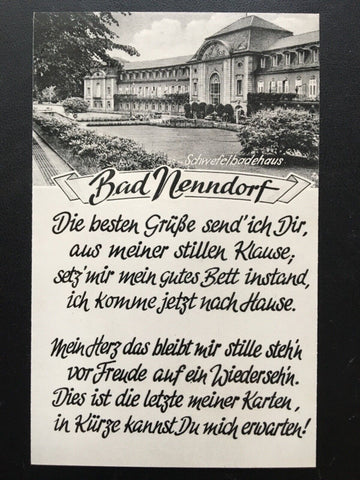 Schwefelbadehaus
Bad Nenndorf
Die besten Grüße send' ich Dir,
aus meiner stillen Klause;
setz' mir mein gutes Bett instand,
ich komme jetzt nach Hause.
Mein Herz das bleibt mir stille steh'n
vor Freude auf ein Wiederseh'n.
Dies ist die letzte meiner Karten,
in Kürze kannst Du mich erwarten!